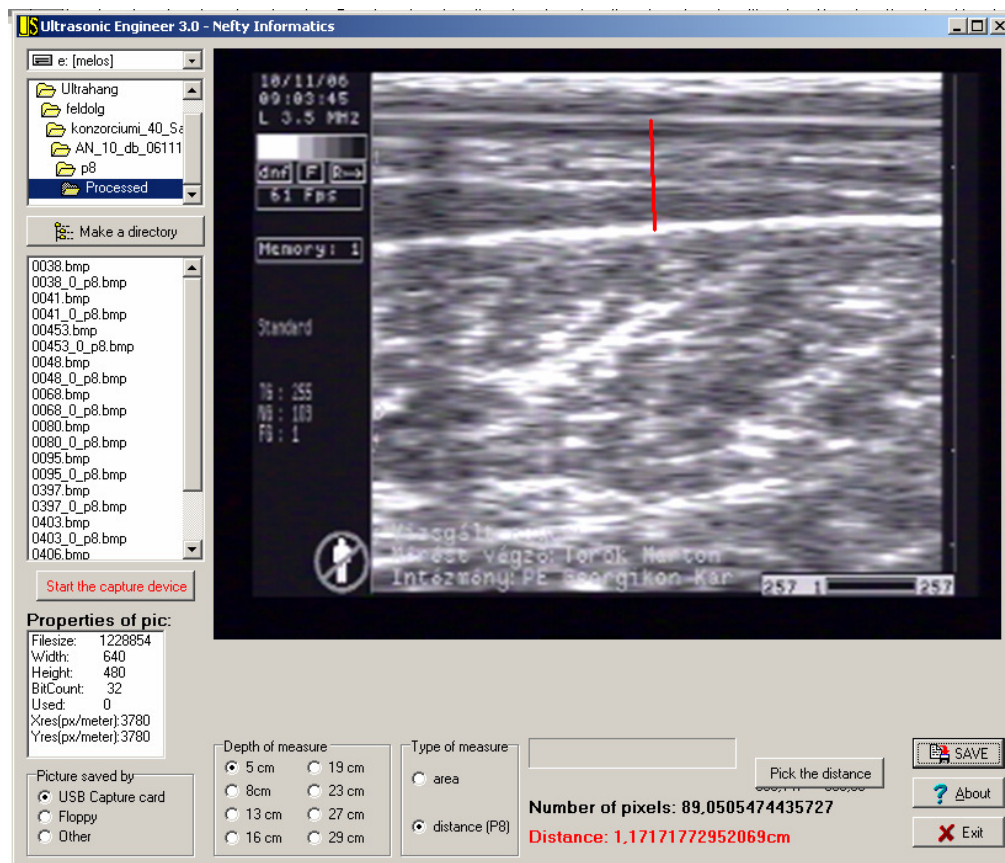 Ultrasonic Engineer 3.0 - Nefty Informatics
e: [melos]
Ultrahang
feldolg
konzorciumi_40_Sa
AN_10_db_06111
p8
Processed
Make a directory
0038.bmp
0038_0_p8.bmp
0041.bmp
0041_0_p8.bmp
00453.bmp
00453_0_p8.bmp
0048.bmp
0048_0_p8.bmp
0068.bmp
0068_0_p8.bmp
0080.bmp
0080_0_p8.bmp
0095.bmp
0095_0_p8.bmp
0397.bmp
0397_0_p8.bmp
0403.bmp
0403_0_p8.bmp
0406.bmp
Start the capture device
Properties of pic:
Filesize: 1228854
Width: 640
Height: 480
BitCount: 32
Used: 0
Xres(px/meter):3780
Yres(px/meter):3780
Picture saved by
USB Capture card
Floppy
Other
10/11/06
09:03:45
L 3.5 MHZ
dnf F R→
61 Fps
Memory: 1
Standard
TG : 255
NG : 103
FG : 1
Mérést végző: Török Márton
Intézmény: PE Georgikon Kar
257 1 257
Depth of measure
5 cm 19 cm
8cm 23 cm
13 cm 27 cm
16 cm 29 cm
Type of measure
area
distance (P8)
Pick the distance
Number of pixels: 89,0505474435727
Distance: 1,17171772952069cm
SAVE
About
Exit